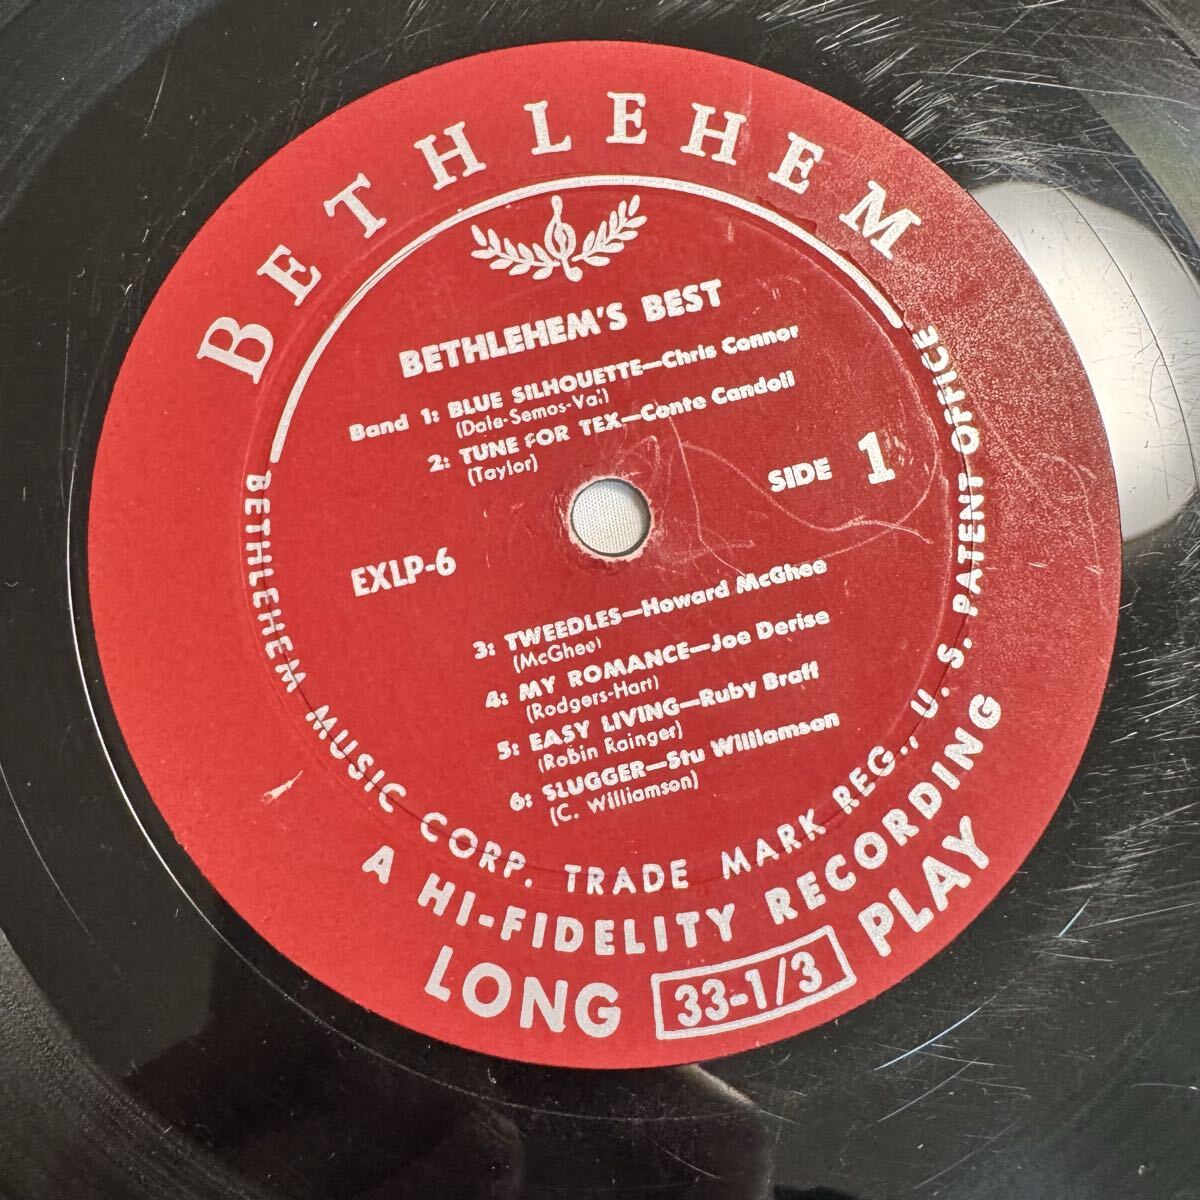 BETHLEHEM
BETHLEHEM'S BEST
Band 1: BLUE SILHOUETTE—Chris Connor
(Dale-Semos-Val)
2: TUNE FOR TEX—Conte Candoli
(Taylor)
SIDE 1
EXLP-6
3: TWEEDLES—Howard McGhee
(McGhee)
4: MY ROMANCE—Joe Derise
(Rodgers-Hart)
5: EASY LIVING—Ruby Braff
(Robin Rainger)
6: SLUGGER—Stu Williamson
(C. Williamson)
BETHLEHEM MUSIC CORP. TRADE MARK REG., U. S. PATENT OFFICE
A HI-FIDELITY RECORDING
LONG 33-1/3 PLAY